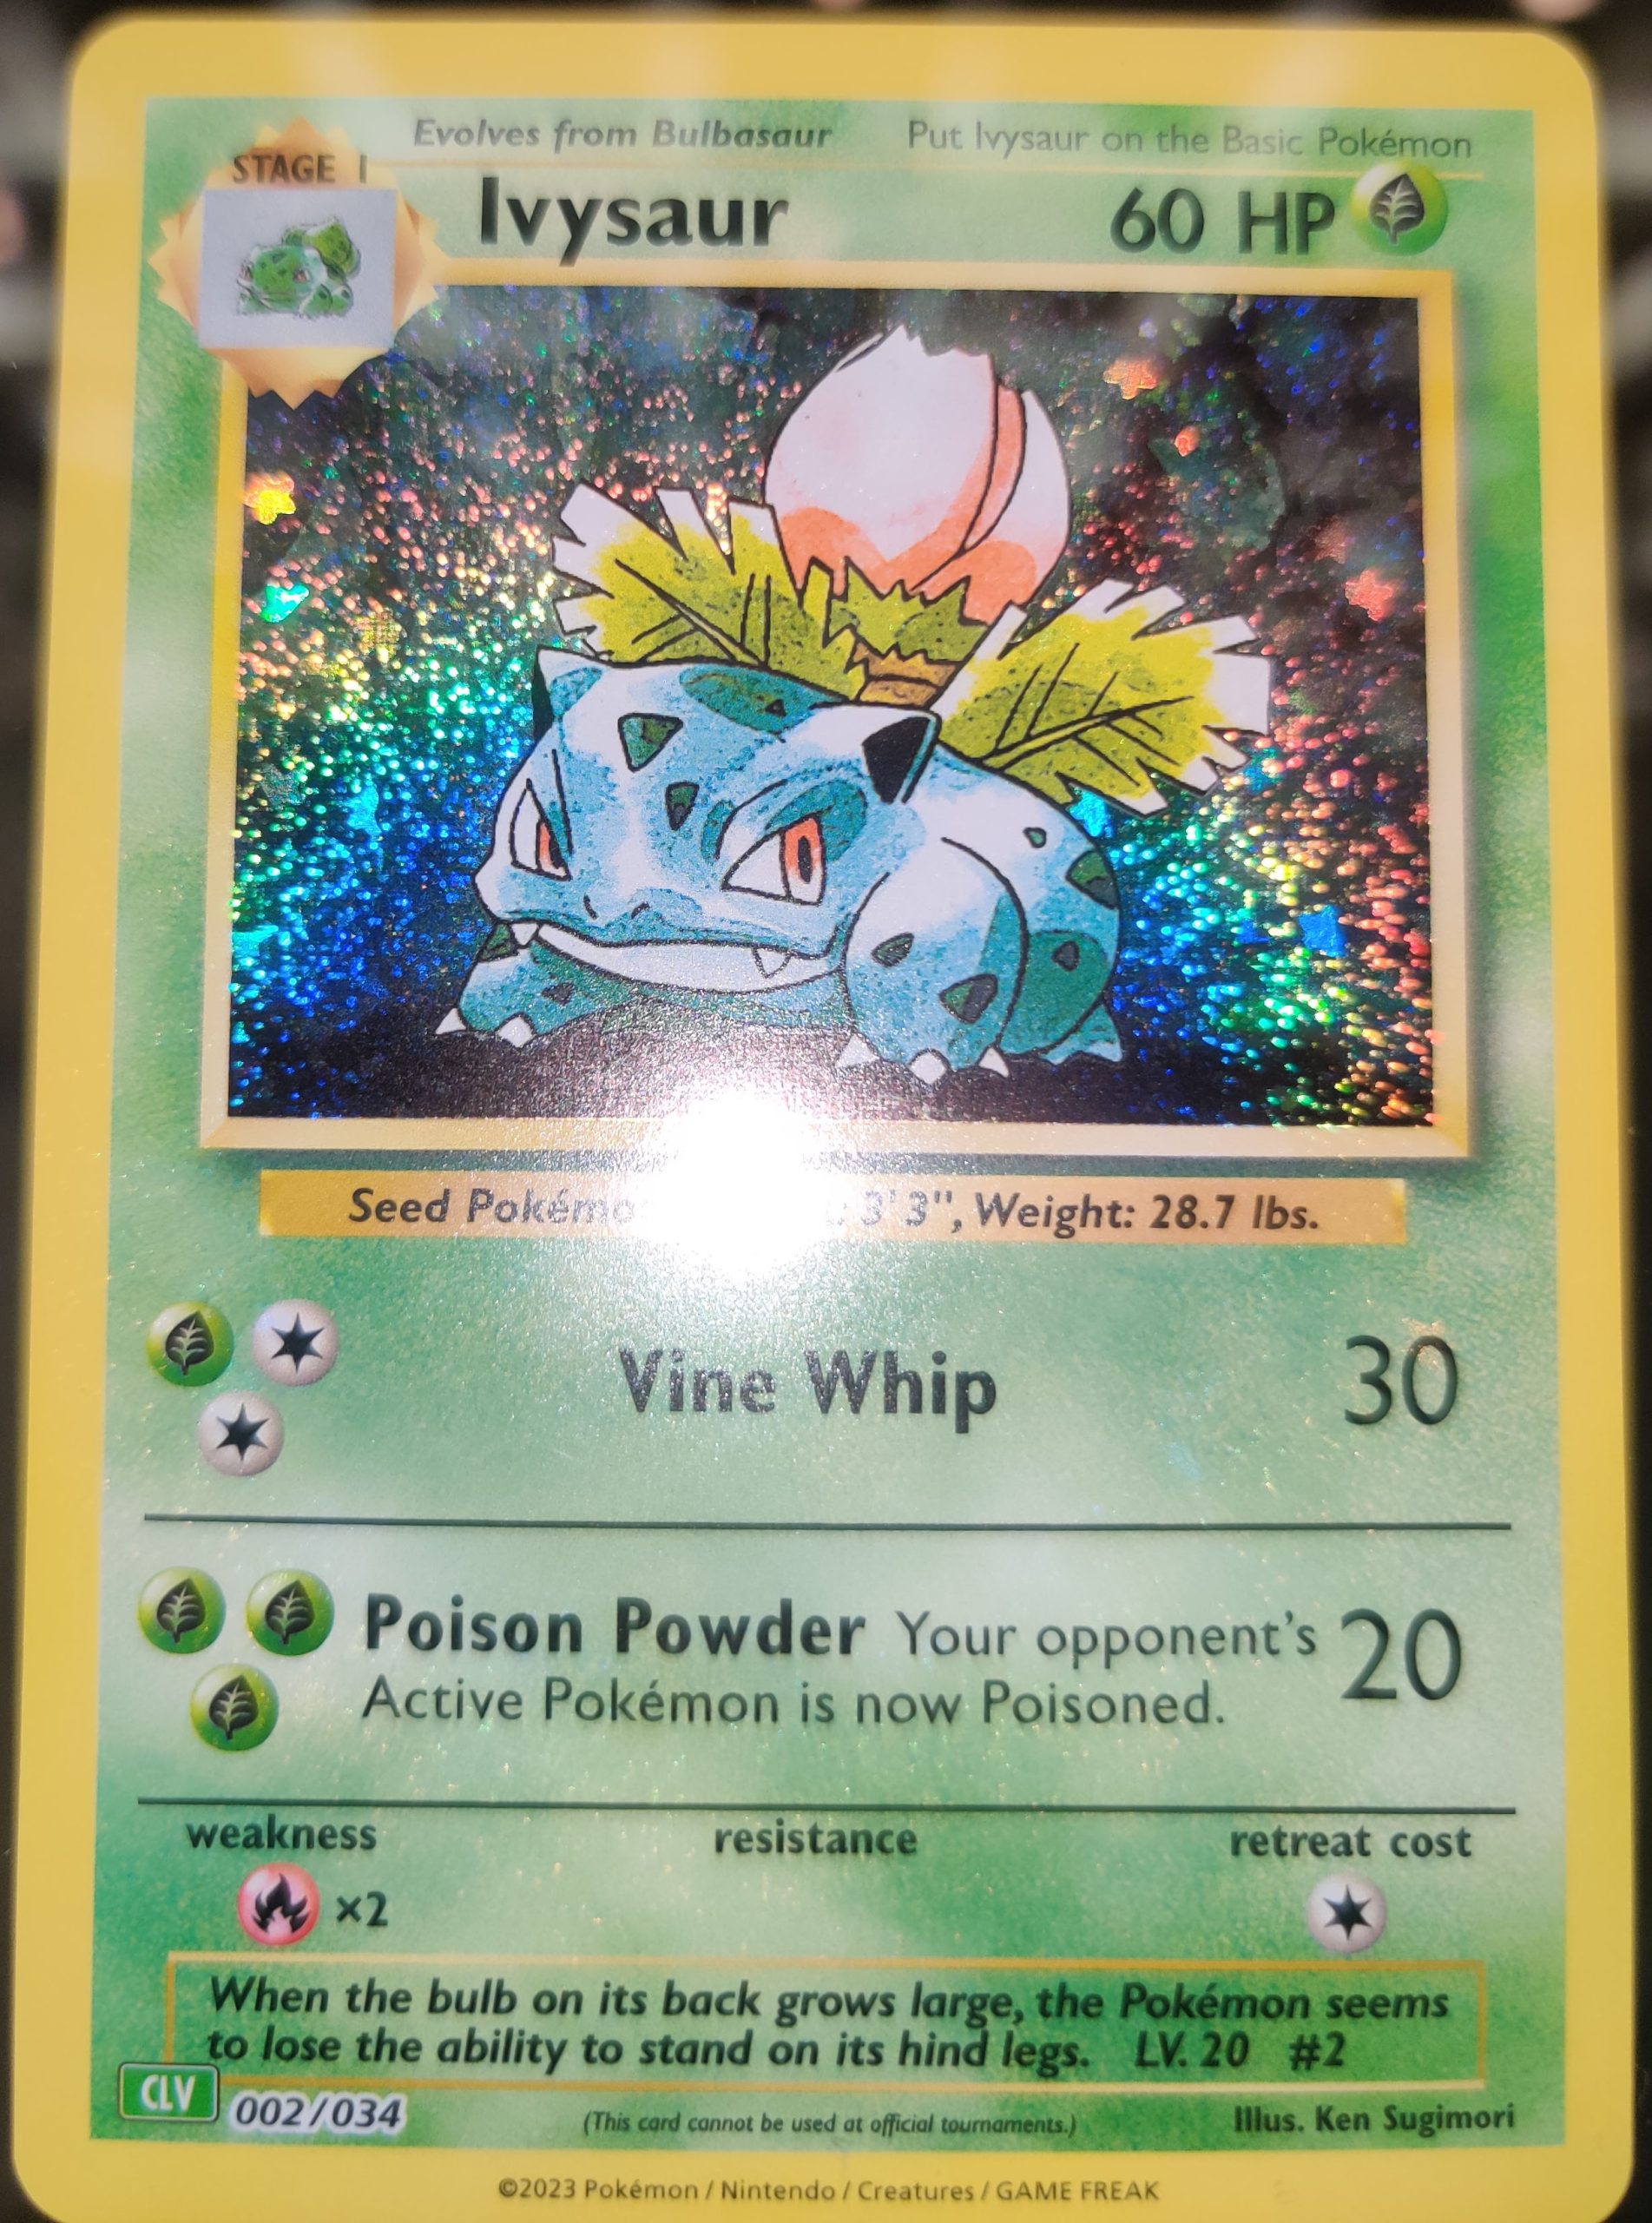 Evolves from Bulbasaur Put Ivysaur on the Basic Pokémon
STAGE 1
Ivysaur 60 HP
Seed 3'3", Weight: 28.7 lbs.
Vine Whip 30
Poison Powder Your opponent's 20
Active Pokémon is now Poisoned.
weakness resistance retreat cost
×2
When the bulb on its back grows large, the Pokémon seems
to lose the ability to stand on its hind legs. LV. 20 #2
CLV 002/034 (This card cannot be used at official tournaments.) Illus. Ken Sugimori
©2023 Pokémon / Nintendo / Creatures / GAME FREAK